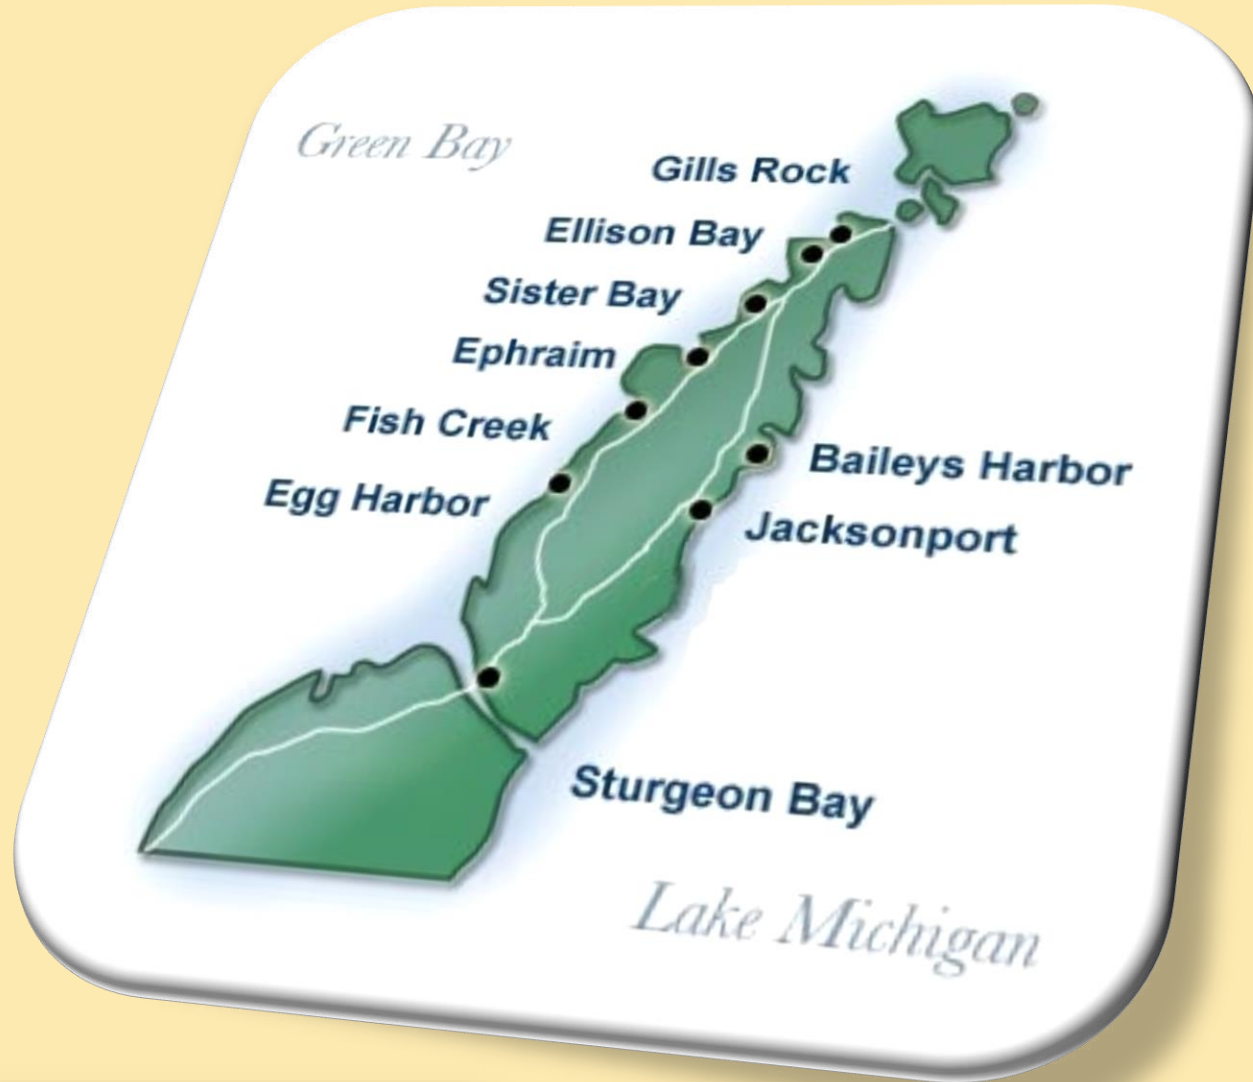 Green Bay
Gills Rock
Ellison Bay
Sister Bay
Ephraim
Fish Creek
Egg Harbor
Baileys Harbor
Jacksonport
Sturgeon Bay
Lake Michigan